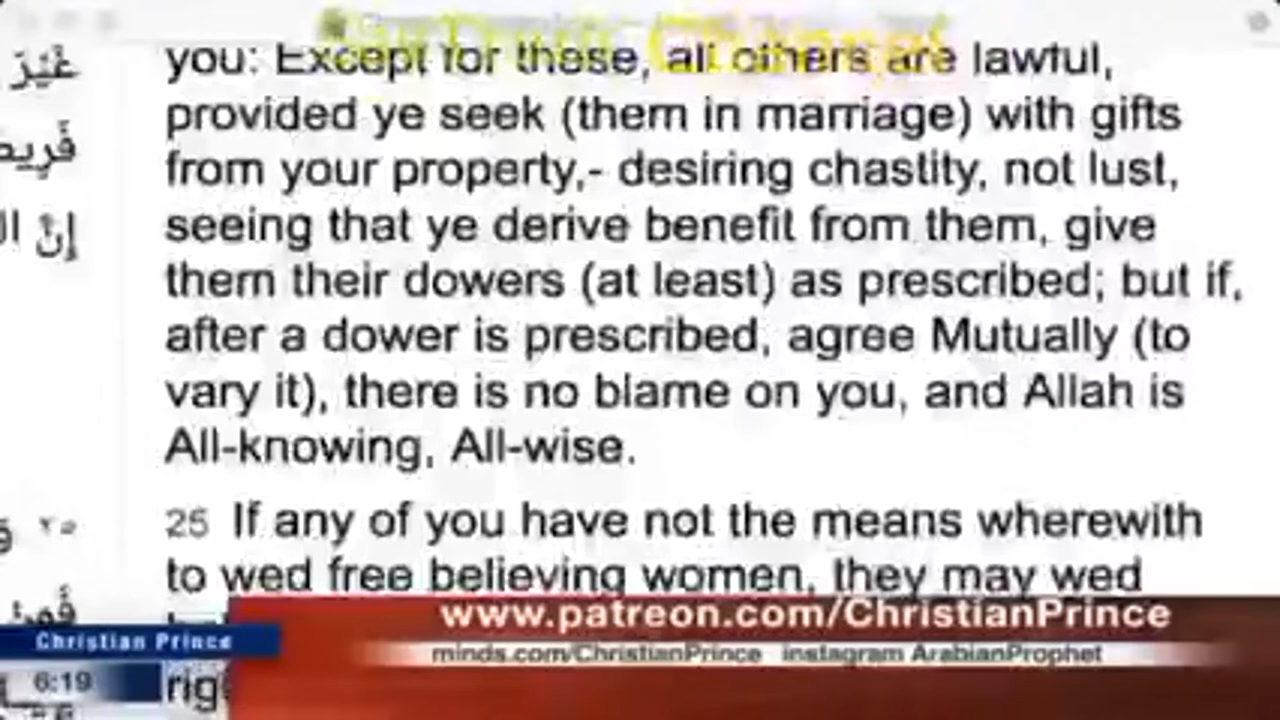 you: Except for these, all others are lawful,
غَيْرَ
provided ye seek (them in marriage) with gifts
from your property,- desiring chastity, not lust,
seeing that ye derive benefit from them, give
إِنَّ
them their dowers (at least) as prescribed; but if,
after a dower is prescribed, agree Mutually (to
vary it), there is no blame on you, and Allah is
All-knowing, All-wise.
25 If any of you have not the means wherewith
٢٥
to wed free believing women, they may wed
www.patreon.com/ChristianPrince
Christian Prince
minds.com/ChristianPrince instagram ArabianProphet
6:19